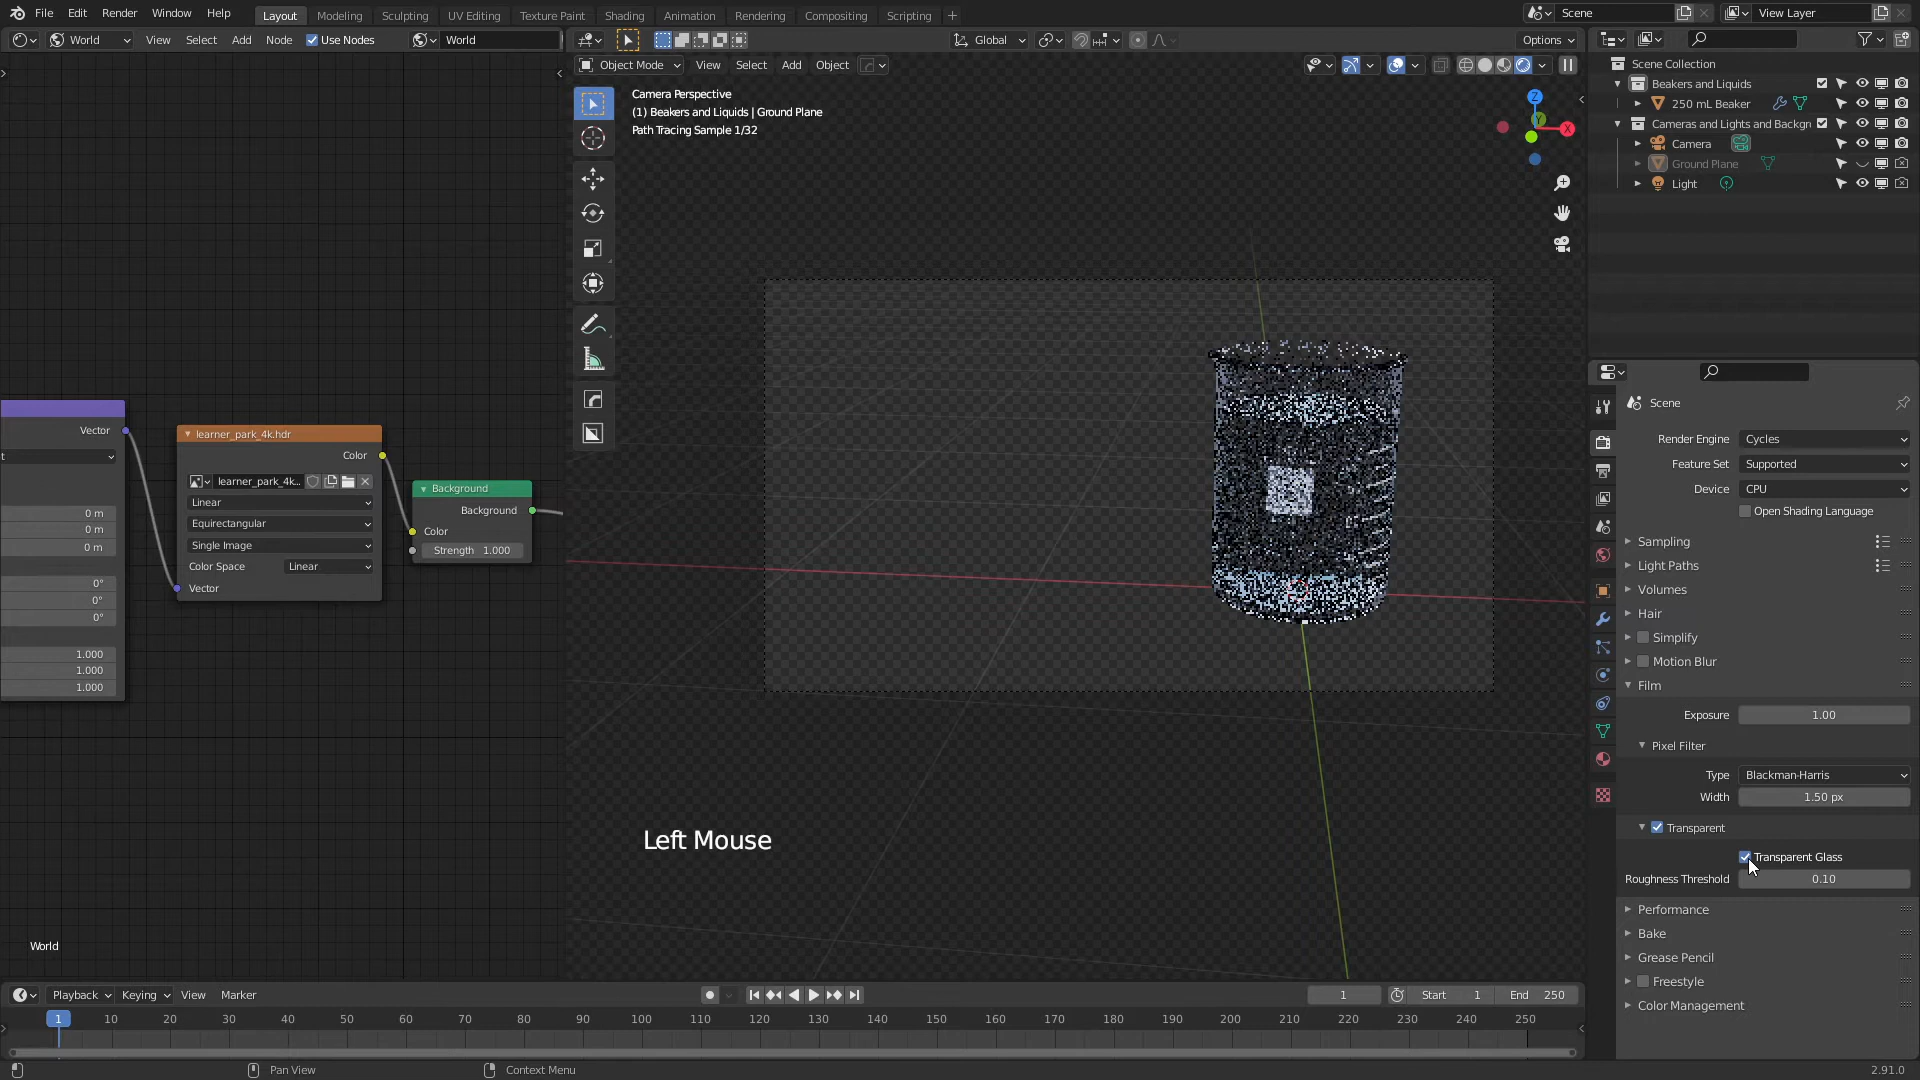 File Edit Render Window Help Layout Modeling Sculpting UV Editing Texture Paint Shading Animation Rendering Compositing Scripting + Scene View Layer
World View Select Add Node Use Nodes World Global Options
Object Mode View Select Add Object
Camera Perspective
(1) Beakers and Liquids | Ground Plane
Path Tracing Sample 1/32
Z
X
Scene Collection
Beakers and Liquids
250 mL Beaker
Cameras and Lights and Backgr
Camera
Ground Plane
Light
Vector
t
0 m
0 m
0 m
0°
0°
0°
1.000
1.000
1.000
learner_park_4k.hdr
Color
learner_park_4k...
Linear
Equirectangular
Single Image
Color Space Linear
Vector
Background
Background
Color
Strength 1.000
Left Mouse
World
Scene
Render Engine Cycles
Feature Set Supported
Device CPU
Open Shading Language
Sampling
Light Paths
Volumes
Hair
Simplify
Motion Blur
Film
Exposure 1.00
Pixel Filter
Type Blackman-Harris
Width 1.50 px
Transparent
Transparent Glass
Roughness Threshold 0.10
Performance
Bake
Grease Pencil
Freestyle
Color Management
Playback Keying View Marker 1 Start 1 End 250
1 10 20 30 40 50 60 70 80 90 100 110 120 130 140 150 160 170 180 190 200 210 220 230 240 250
Pan View Context Menu 2.91.0